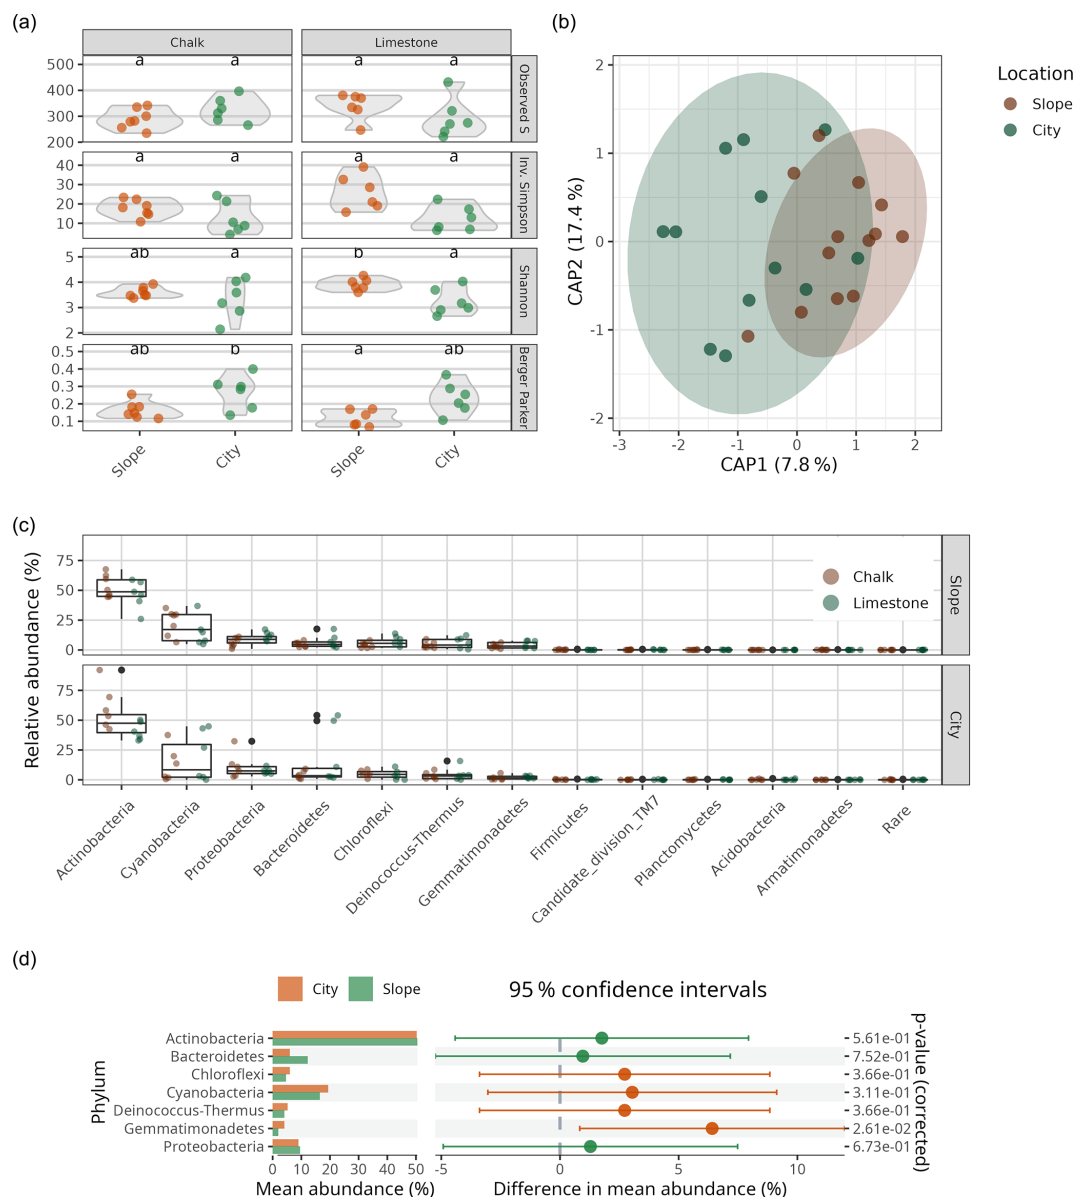 (a)
Chalk
Limestone
500
400
300
200
a
a
a
a
Observed S
40
30
20
10
a
a
a
a
Inv. Simpson
5
4
3
2
ab
a
b
a
Shannon
0.5
0.4
0.3
0.2
0.1
ab
b
a
ab
Berger Parker
Slope
City
Slope
City
(b)
CAP2 (17.4 %)
2
1
0
-1
-2
-3
-2
-1
0
1
2
CAP1 (7.8 %)
Location
Slope
City
(c)
Relative abundance (%)
75
50
25
0
Chalk
Limestone
Slope
75
50
25
0
City
Actinobacteria
Cyanobacteria
Proteobacteria
Bacteroidetes
Chloroflexi
Deinococcus-Thermus
Gemmatimonadetes
Firmicutes
Candidate_division_TM7
Planctomycetes
Acidobacteria
Armatimonadetes
Rare
(d)
City
Slope
95 % confidence intervals
Phylum
Actinobacteria
Bacteroidetes
Chloroflexi
Cyanobacteria
Deinococcus-Thermus
Gemmatimonadetes
Proteobacteria
5.61e-01
7.52e-01
3.66e-01
3.11e-01
3.66e-01
2.61e-02
6.73e-01
p-value (corrected)
0
10
20
30
40
50
Mean abundance (%)
-5
0
5
10
Difference in mean abundance (%)